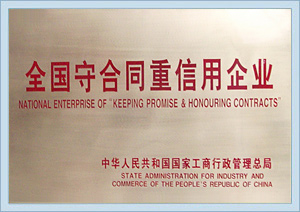 全国守合同重信用企业
NATIONAL ENTERPRISE OF "KEEPING PROMISE & HONOURING CONTRACTS"
中华人民共和国国家工商行政管理总局
STATE ADMINISTRATION FOR INDUSTRY AND
COMMERCE OF THE PEOPLE'S REPUBLIC OF CHINA